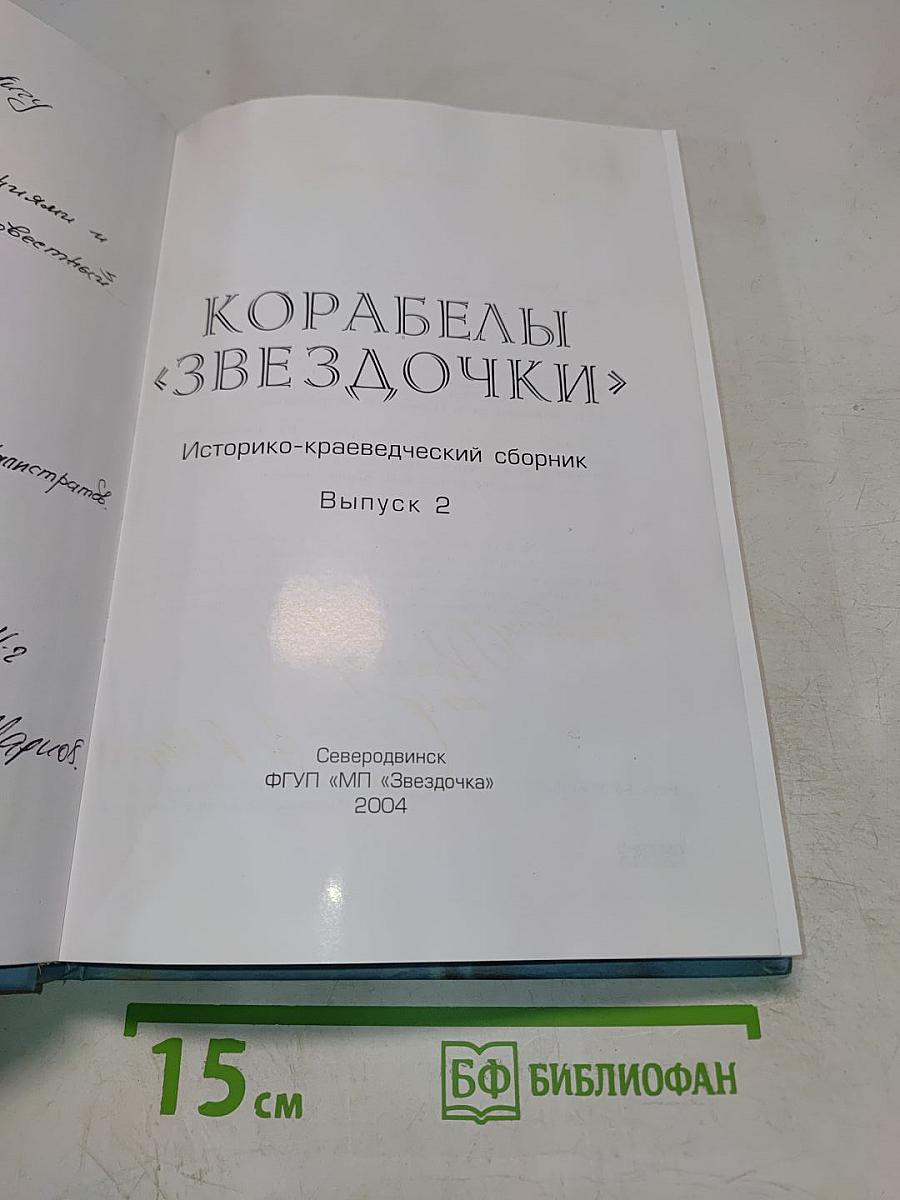 КОРАБЕЛЫ
«ЗВЕЗДОЧКИ»
Историко-краеведческий сборник
Выпуск 2
Северодвинск
ФГУП «МП «Звездочка»
2004
15 см
БФ БИБЛИОФАН